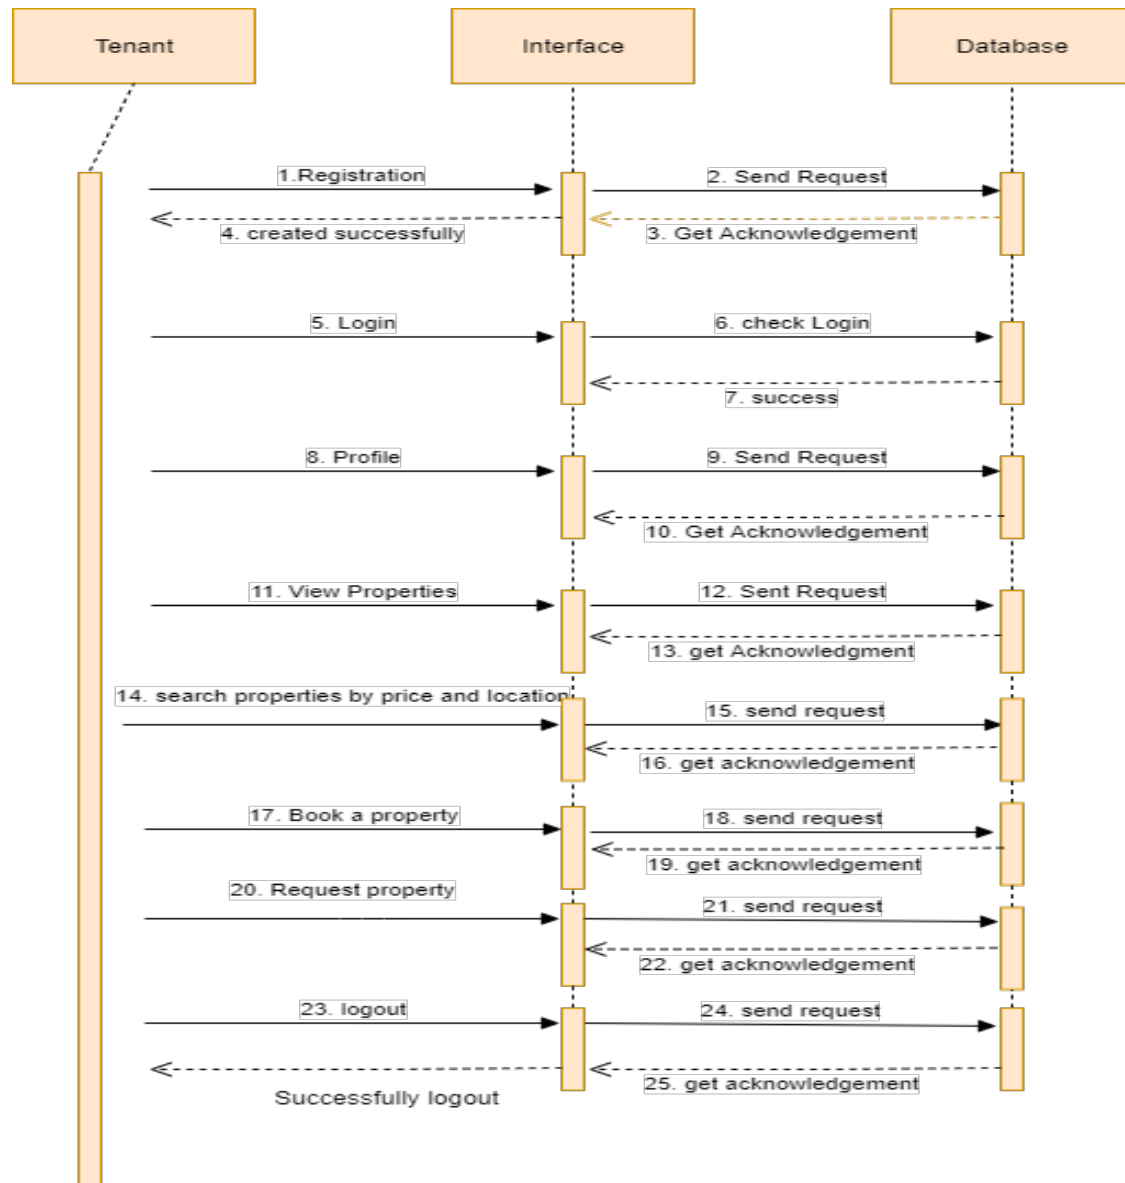 Tenant
Interface
Database
1.Registration
2. Send Request
4. created successfully
3. Get Acknowledgement
5. Login
6. check Login
7. success
8. Profile
9. Send Request
10. Get Acknowledgement
11. View Properties
12. Sent Request
13. get Acknowledgment
14. search properties by price and location
15. send request
16. get acknowledgement
17. Book a property
18. send request
19. get acknowledgement
20. Request property
21. send request
22. get acknowledgement
23. logout
24. send request
25. get acknowledgement
Successfully logout